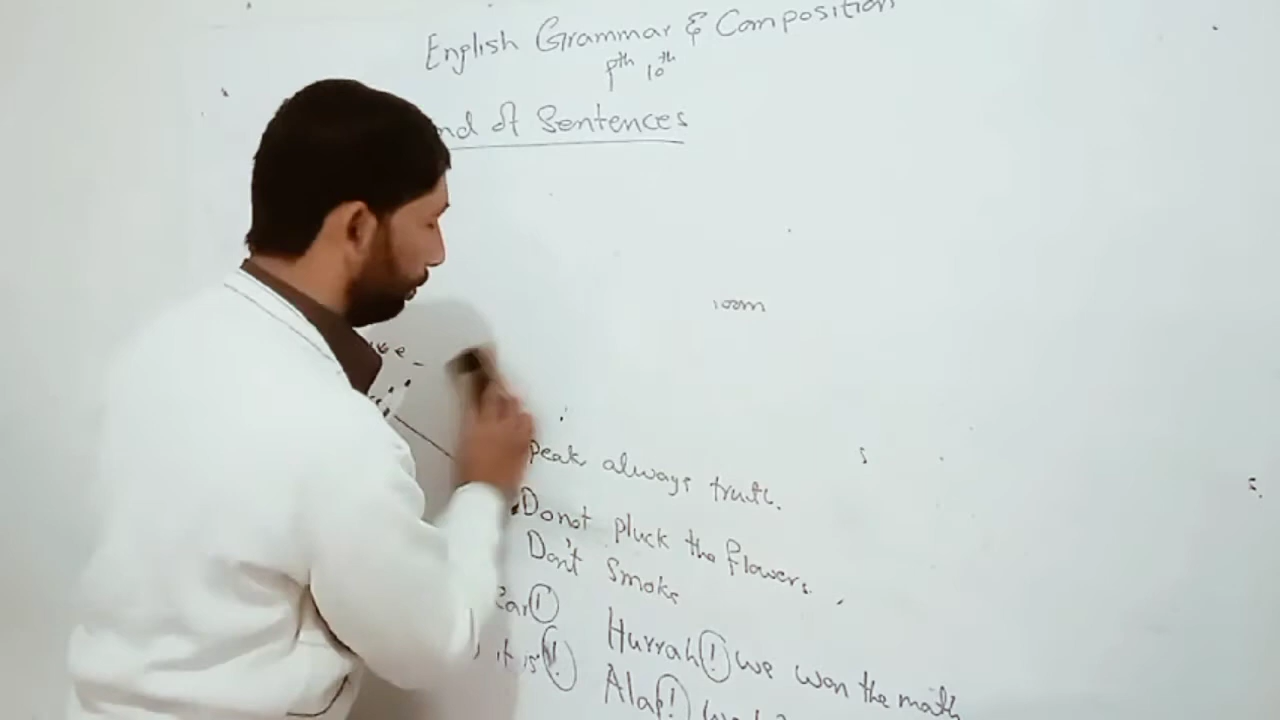 English Grammar & Composition
9th 10th
nd of Sentences
room
peak always truth.
Donot pluck the flowers.
Don't Smoke
Car!
Hurrah! we won the math
it is!
Alas!